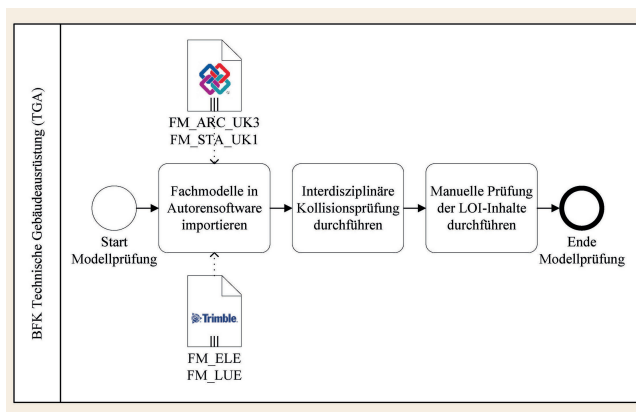 BFK Technische Gebäudeausrüstung (TGA)
FM_ARC_UK3
FM_STA_UK1
Start
Modellprüfung
Fachmodelle in
Autorensoftware
importieren
Interdisziplinäre
Kollisionsprüfung
durchführen
Manuelle Prüfung
der LOI-Inhalte
durchführen
Ende
Modellprüfung
Trimble
FM_ELE
FM_LUE